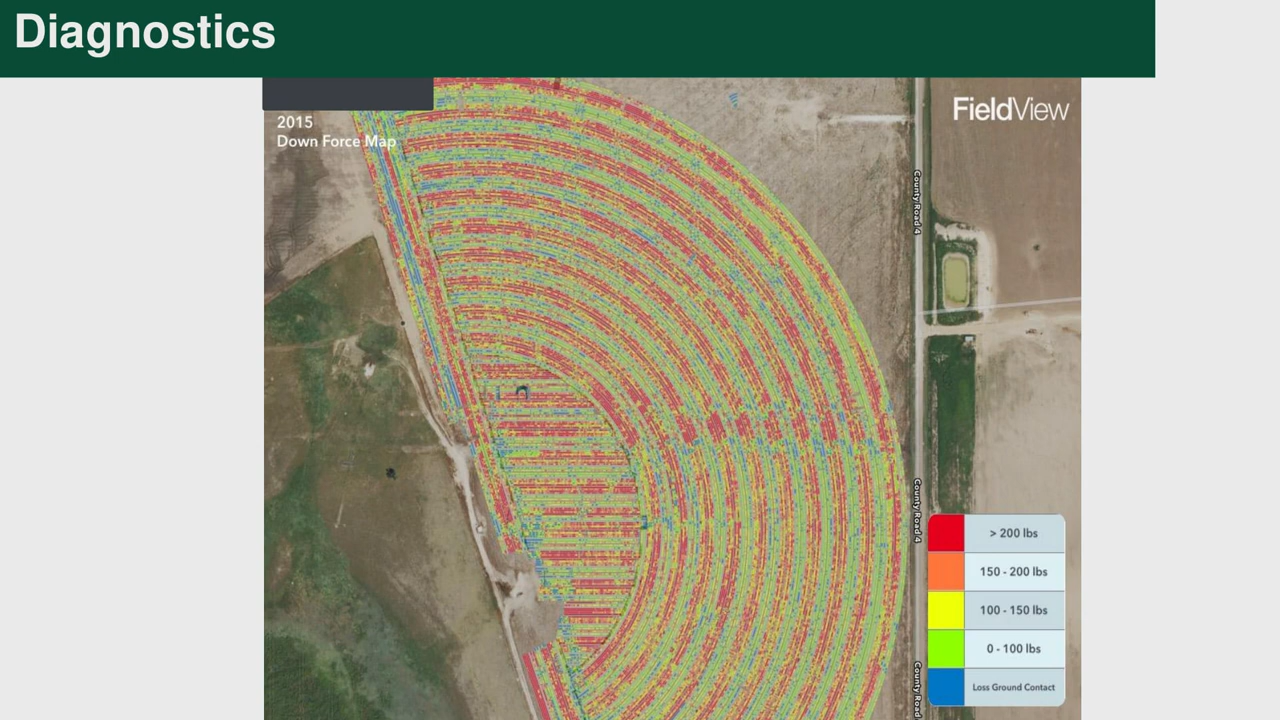 Diagnostics
2015
Down Force Map
FieldView
County Road 4
County Road 4
County Road
> 200 lbs
150 - 200 lbs
100 - 150 lbs
0 - 100 lbs
Loss Ground Contact